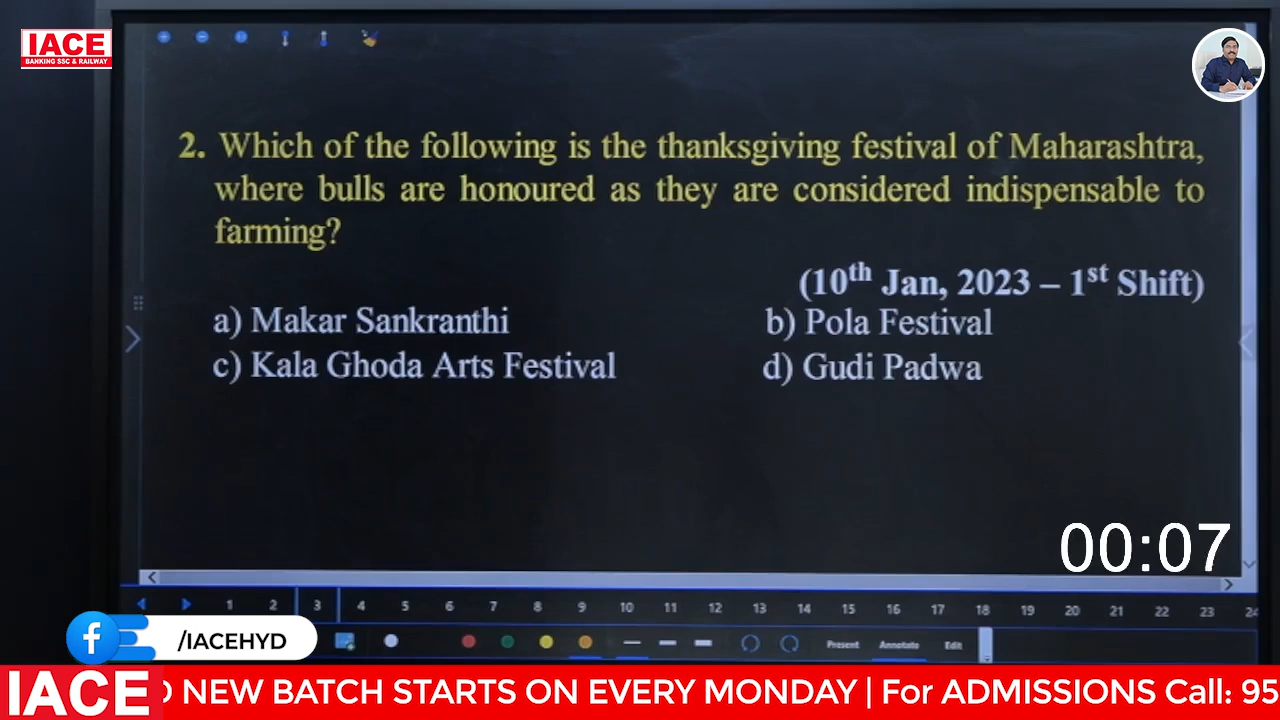 IACE
BANKING SSC & RAILWAY
2. Which of the following is the thanksgiving festival of Maharashtra,
where bulls are honoured as they are considered indispensable to
farming?
(10th Jan, 2023 – 1st Shift)
a) Makar Sankranthi
b) Pola Festival
c) Kala Ghoda Arts Festival
d) Gudi Padwa
00:07
1 2 3 4 5 6 7 8 9 10 11 12 13 14 15 16 17 18 19 20 21 22 23 24
f /IACEHYD
Present Annotate Edit
IACE
NEW BATCH STARTS ON EVERY MONDAY | For ADMISSIONS Call: 95